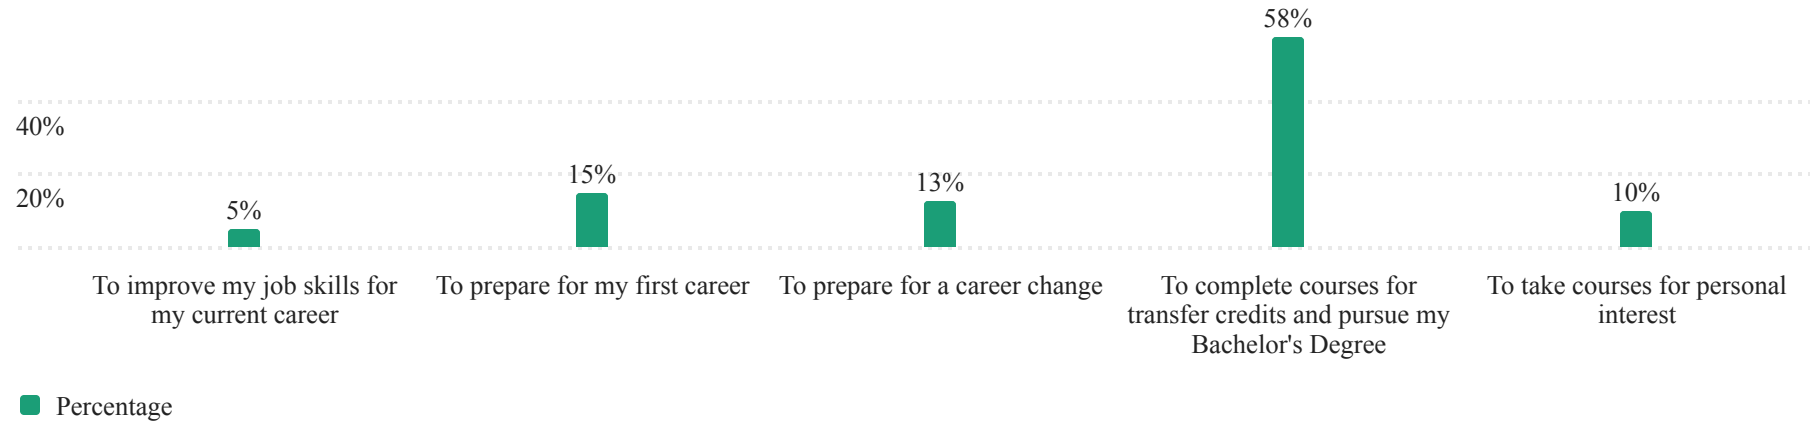 58%
40%
15%
13%
20%
10%
5%
To improve my job skills for
my current career
To prepare for my first career
To prepare for a career change
To complete courses for
transfer credits and pursue my
Bachelor's Degree
To take courses for personal
interest
Percentage